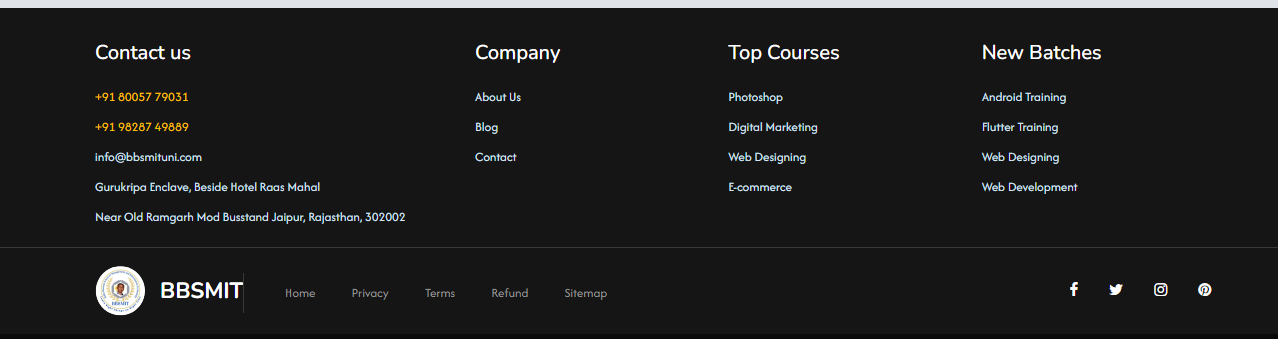 Contact us
+91 80057 79031
+91 98287 49889
info@bbsmituni.com
Gurukripa Enclave, Beside Hotel Raas Mahal
Near Old Ramgarh Mod Busstand Jaipur, Rajasthan, 302002
Company
About Us
Blog
Contact
Top Courses
Photoshop
Digital Marketing
Web Designing
E-commerce
New Batches
Android Training
Flutter Training
Web Designing
Web Development
BBSMIT
BBSMIT
Home Privacy Terms Refund Sitemap